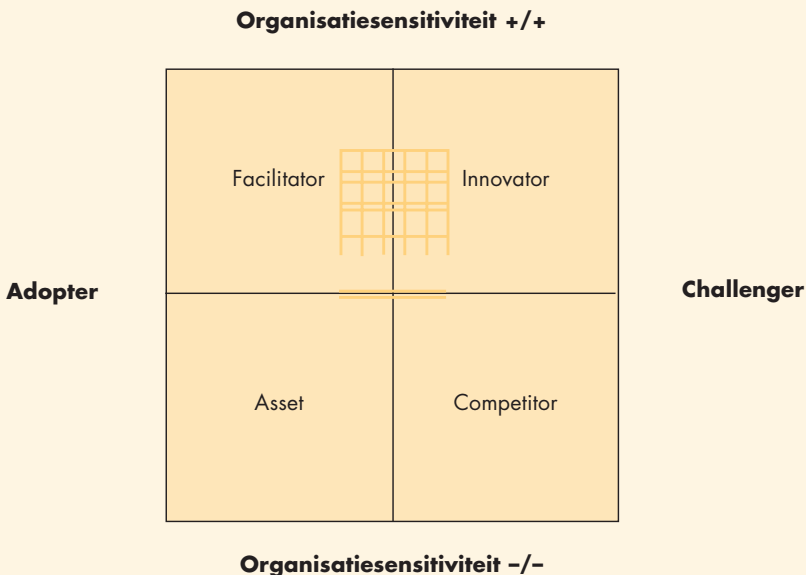 Organisatiesensitiviteit +/+
Facilitator
Innovator
Adopter
Challenger
Asset
Competitor
Organisatiesensitiviteit –/–